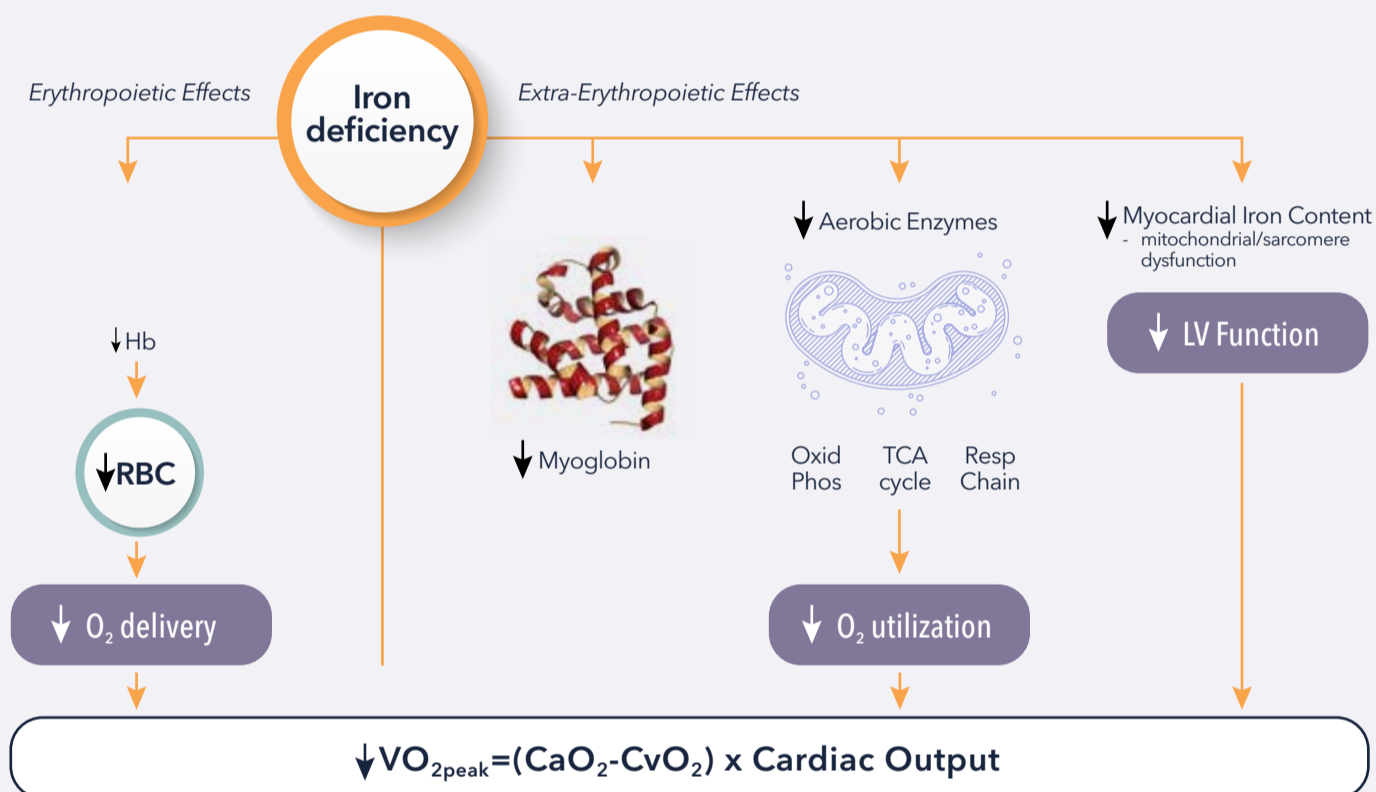 Erythropoietic Effects
Iron
deficiency
Extra-Erythropoietic Effects
↓Hb
↓RBC
↓ O₂ delivery
↓ Myoglobin
↓ Aerobic Enzymes
Oxid
Phos
TCA
cycle
Resp
Chain
↓ O₂ utilization
↓ Myocardial Iron Content
- mitochondrial/sarcomere
dysfunction
↓ LV Function
↓VO₂peak=(CaO₂-CvO₂) x Cardiac Output